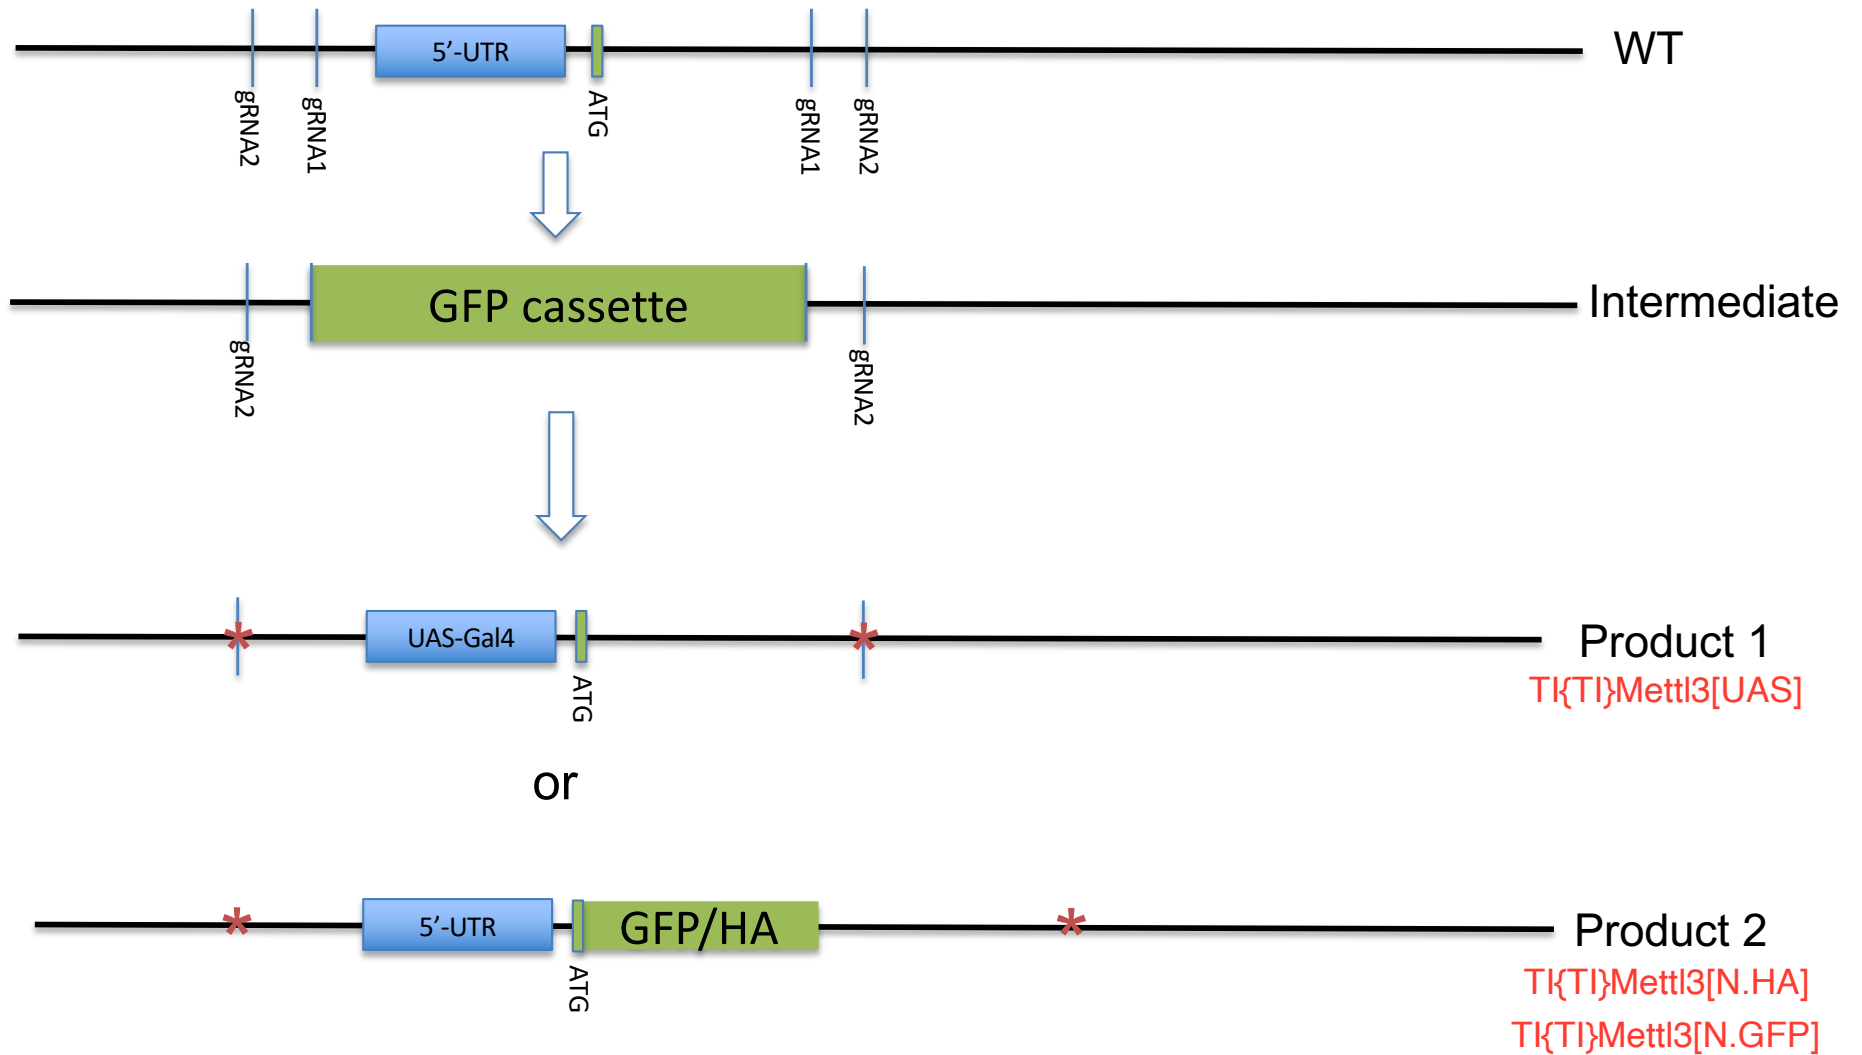 5’-UTR
WT
gRNA2
gRNA1
ATG
gRNA1
gRNA2
GFP cassette
Intermediate
gRNA2
gRNA2
*
UAS-Gal4
*
Product 1
TI{TI}Mettl3[UAS]
ATG
or
*
5’-UTR
GFP/HA
*
Product 2
ATG
TI{TI}Mettl3[N.HA]
TI{TI}Mettl3[N.GFP]